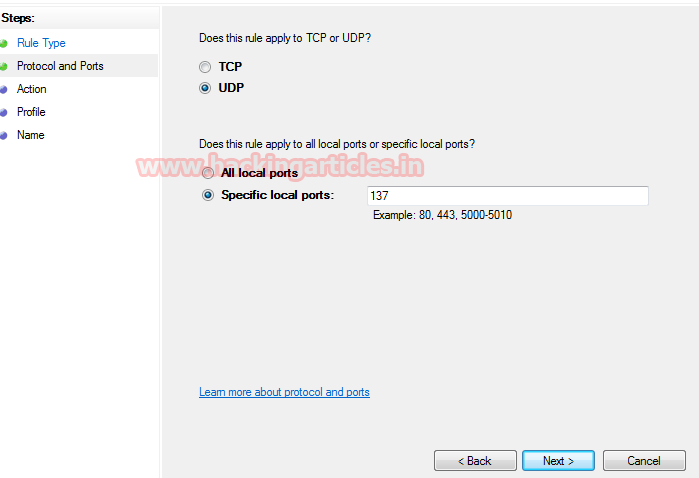 Steps:
Rule Type
Protocol and Ports
Action
Profile
Name
Does this rule apply to TCP or UDP?
TCP
UDP
Does this rule apply to all local ports or specific local ports?
www.hackingarticles.in
All local ports
Specific local ports: 137
Example: 80, 443, 5000-5010
Learn more about protocol and ports
< Back Next > Cancel